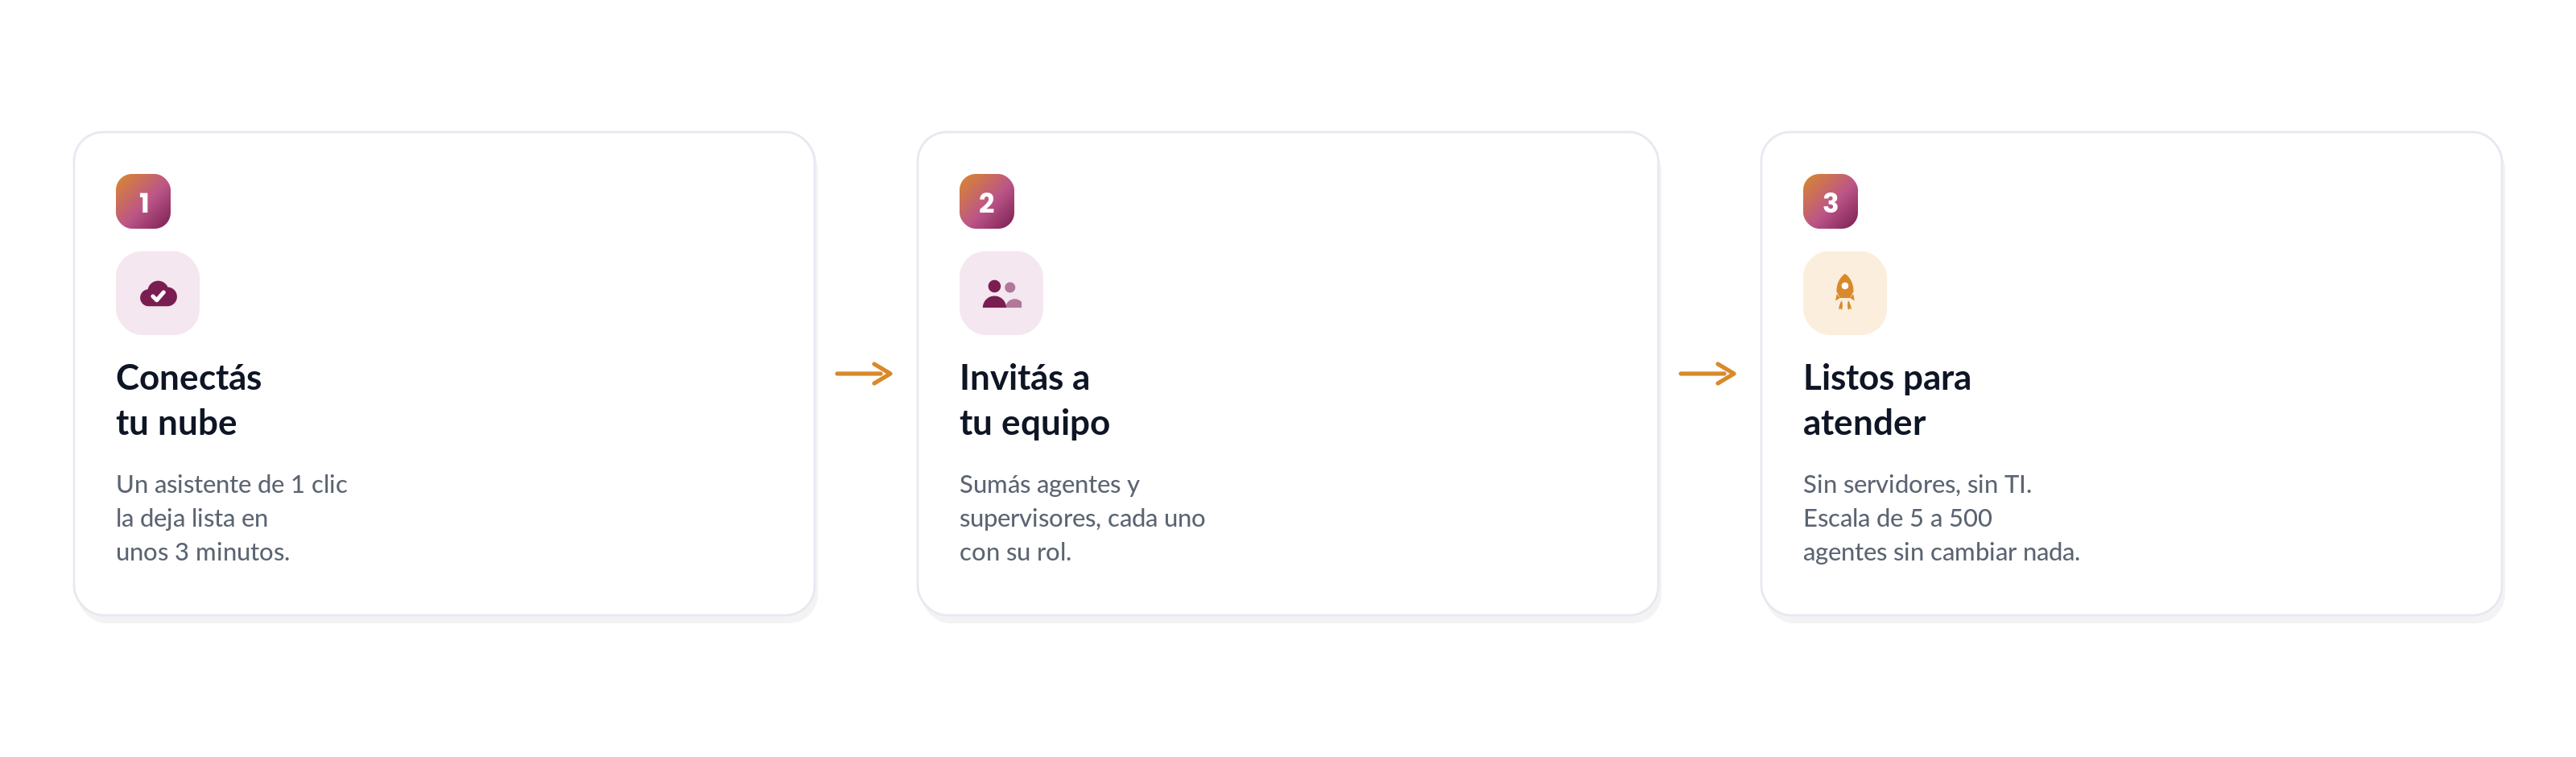 1
Conectás
tu nube
Un asistente de 1 clic
la deja lista en
unos 3 minutos.
2
Invitás a
tu equipo
Sumás agentes y
supervisores, cada uno
con su rol.
3
Listos para
atender
Sin servidores, sin TI.
Escala de 5 a 500
agentes sin cambiar nada.